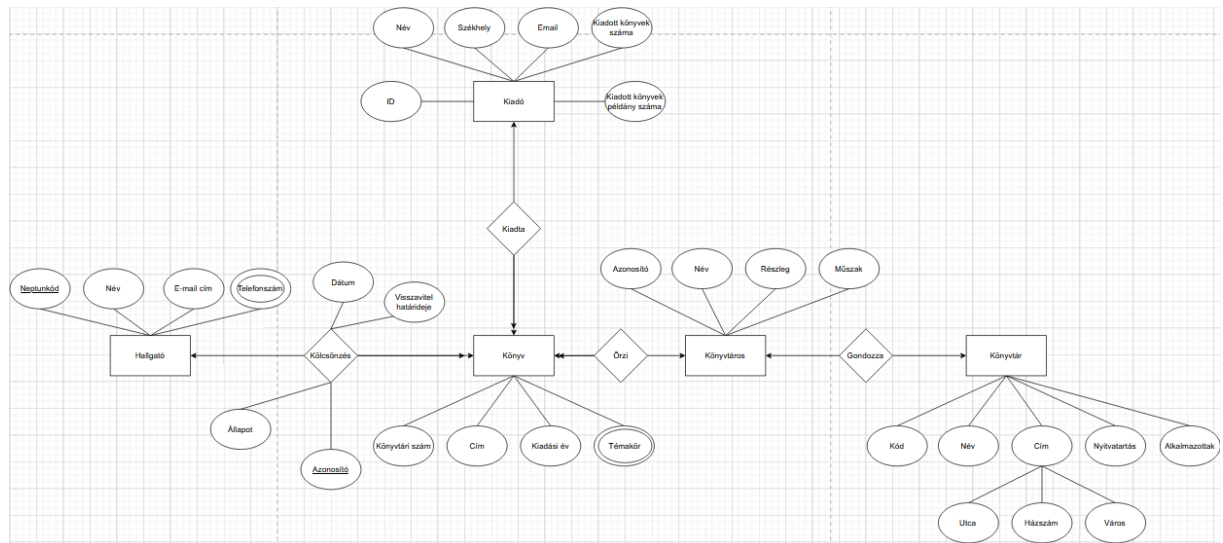 Név
Székhely
Email
Kiadott könyvek
száma
ID
Kiadó
Kiadott könyvek
példány száma
Kiadta
Neptunkód
Név
E-mail cím
Telefonszám
Dátum
Visszavitel
határideje
Azonosító
Név
Részleg
Műszak
Hallgató
Kölcsönzés
Könyv
Őrzi
Könyvtáros
Gondozza
Könyvtár
Állapot
Azonosító
Könyvtári szám
Cím
Kiadási év
Témakör
Kód
Név
Cím
Nyitvatartás
Alkalmazottak
Utca
Házszám
Város